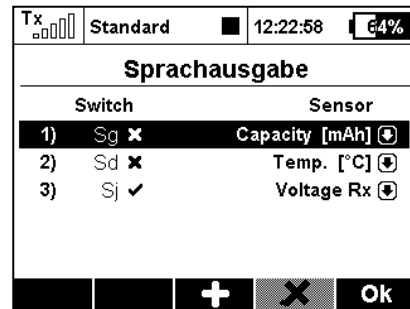 Tx Standard 12:22:58 64%
Sprachausgabe
Switch Sensor
1) Sg Capacity [mAh]
2) Sd Temp. [°C]
3) Sj Voltage Rx
Ok